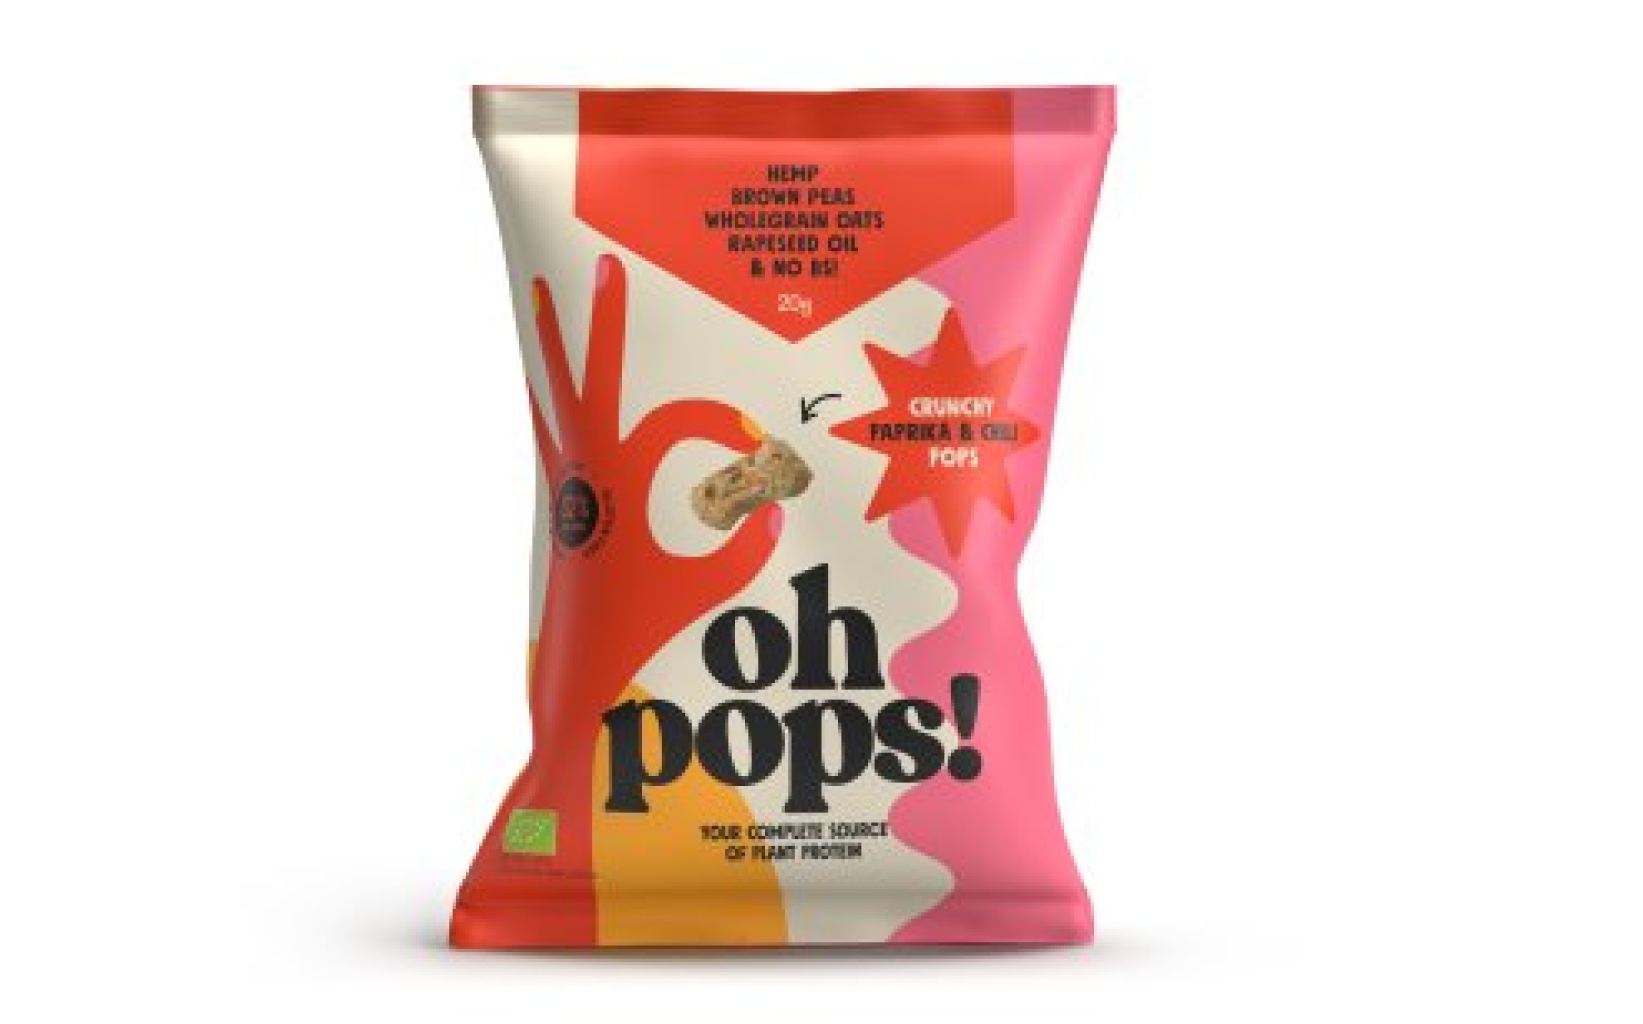 HEMP
BROWN PEAS
WHOLEGRAIN OATS
RAPESEED OIL
& NO BS!
20g
CRUNCHY
PAPRIKA & CHILI
POPS
oh
pops!
YOUR COMPLETE SOURCE
OF PLANT PROTEIN